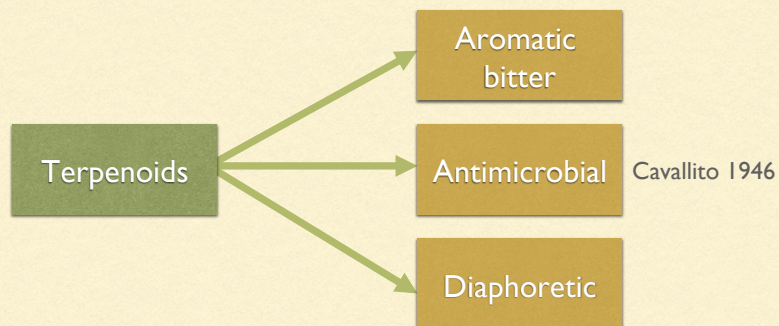 Aromatic
bitter
Terpenoids
Antimicrobial
Cavallito 1946
Diaphoretic